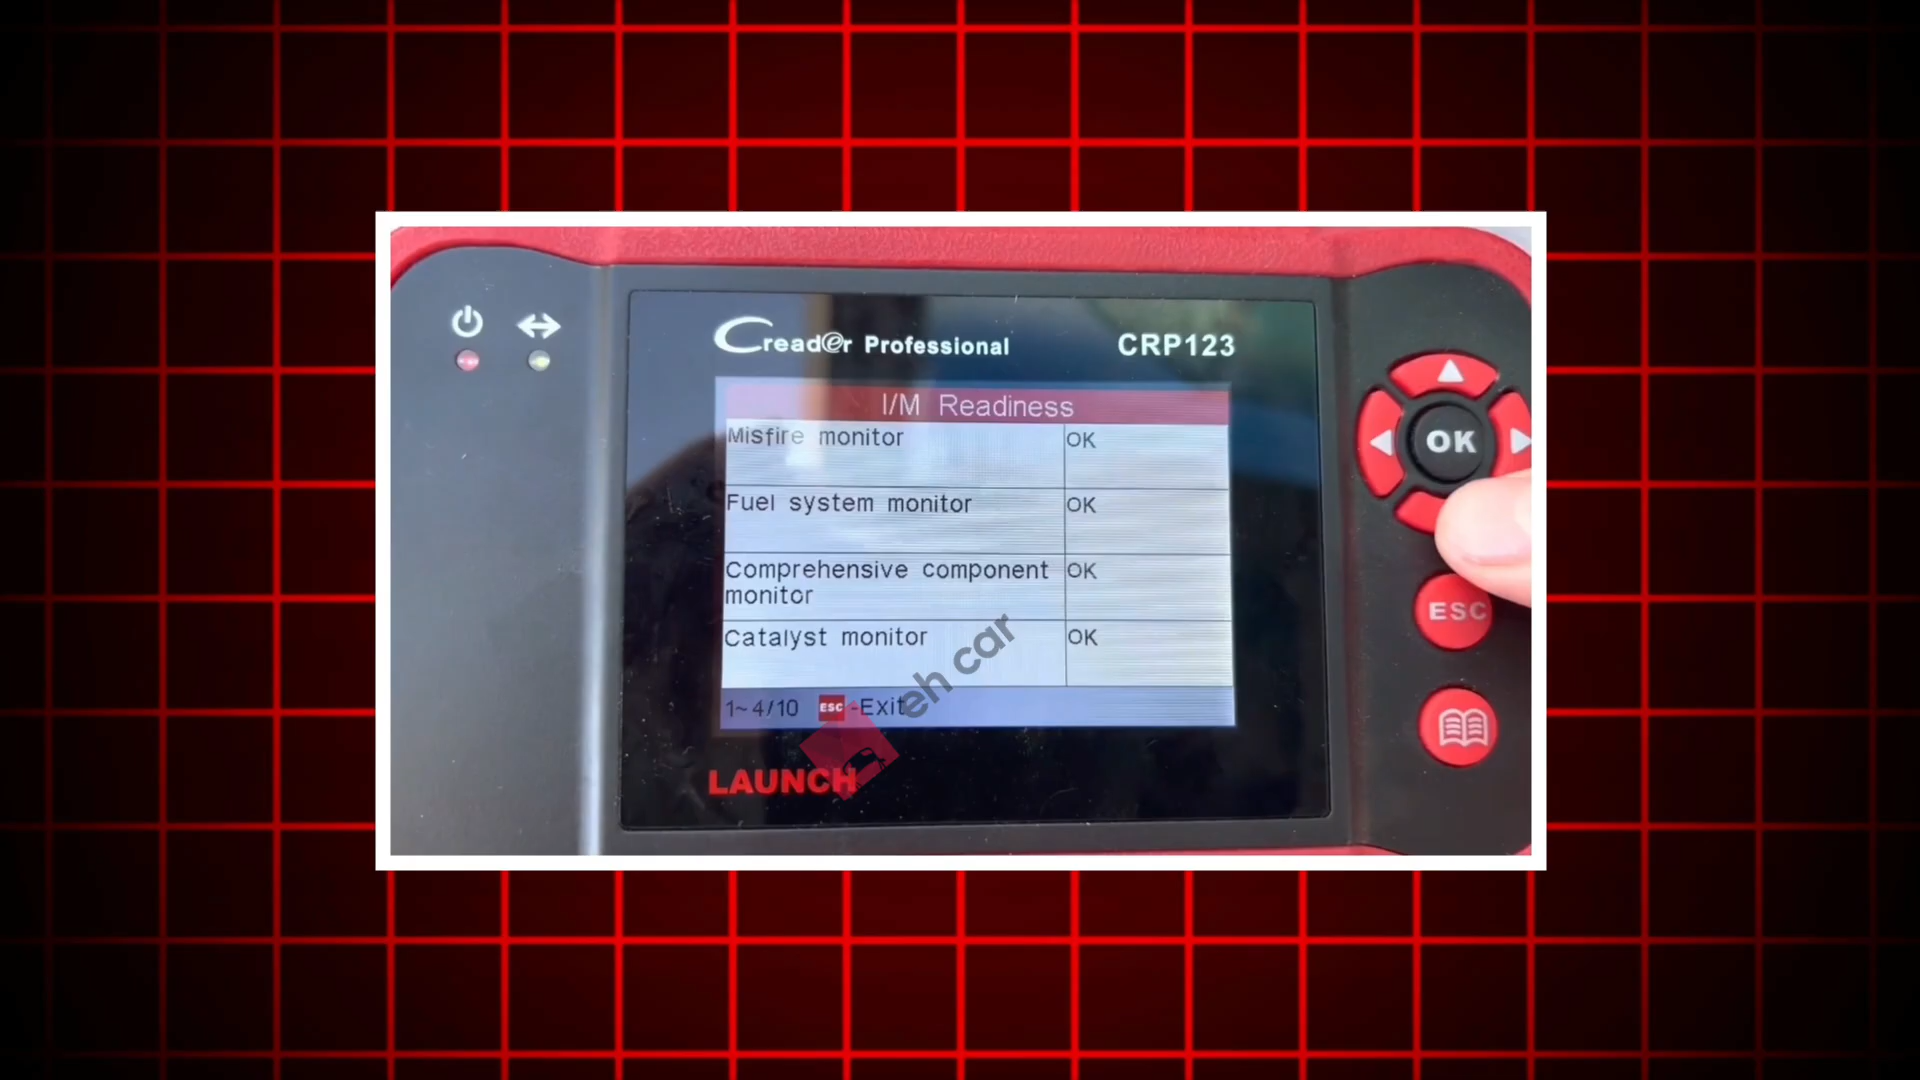 Creader Professional CRP123
I/M Readiness
Misfire monitor OK
Fuel system monitor OK
Comprehensive component OK
monitor
Catalyst monitor OK
1~4/10 ESC -Exit
eh car
LAUNCH
OK
ESC